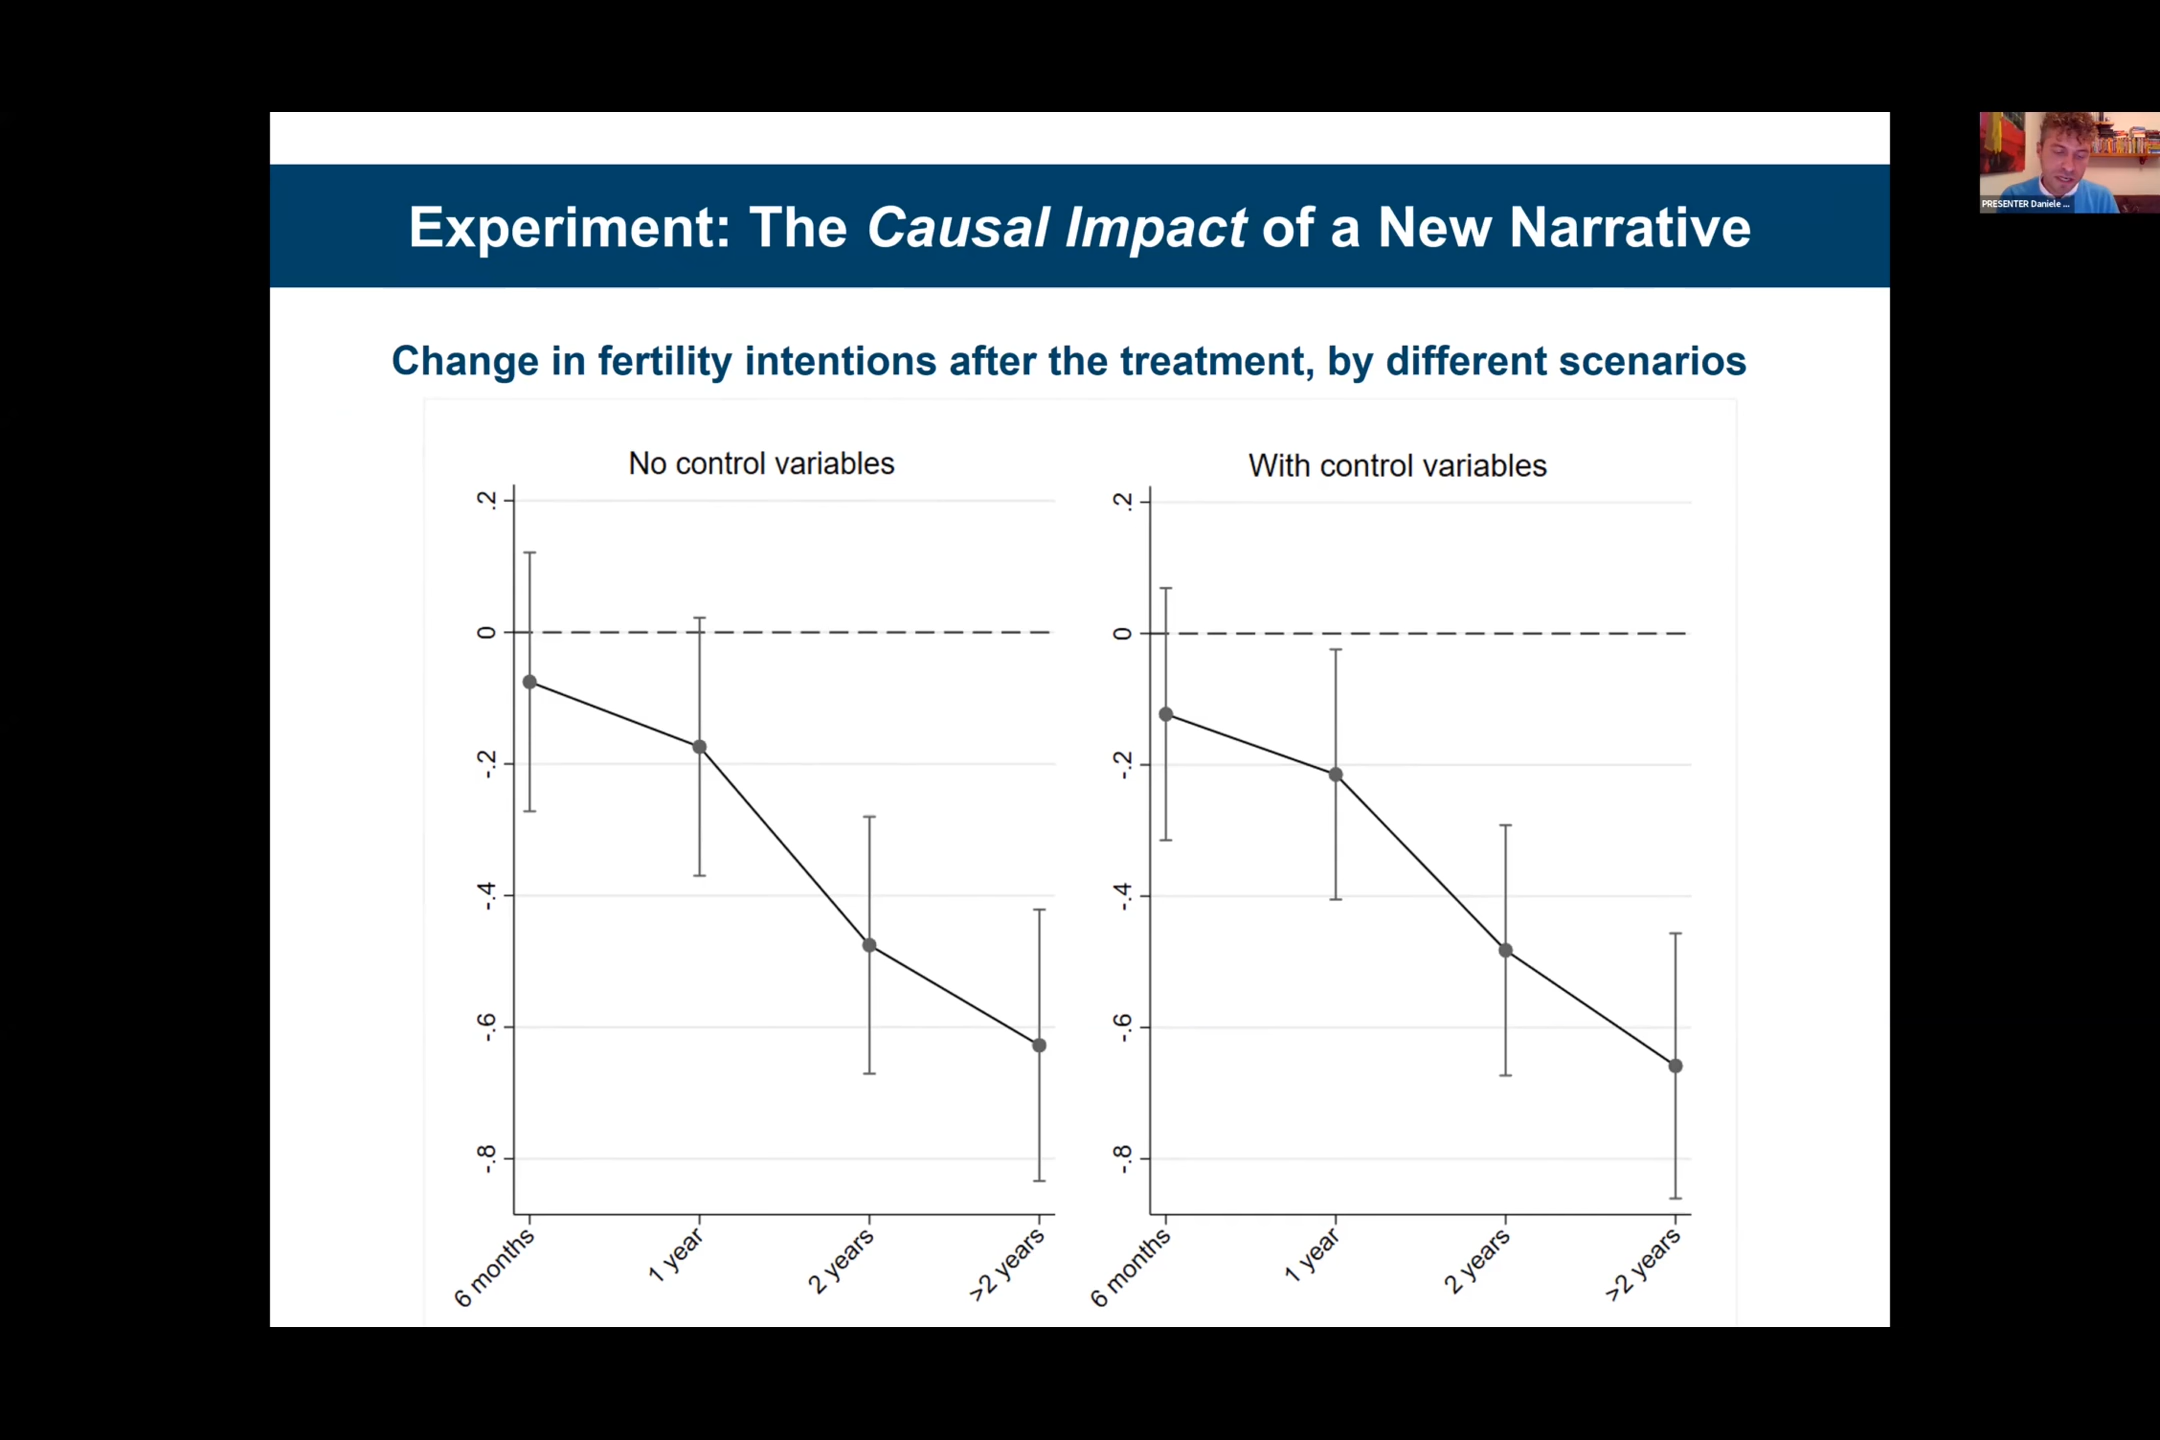 Experiment: The Causal Impact of a New Narrative
PRESENTER Daniele ...
Change in fertility intentions after the treatment, by different scenarios
No control variables
.2
0
-.2
-.4
-.6
-.8
6 months
1 year
2 years
>2 years
With control variables
.2
0
-.2
-.4
-.6
-.8
6 months
1 year
2 years
>2 years